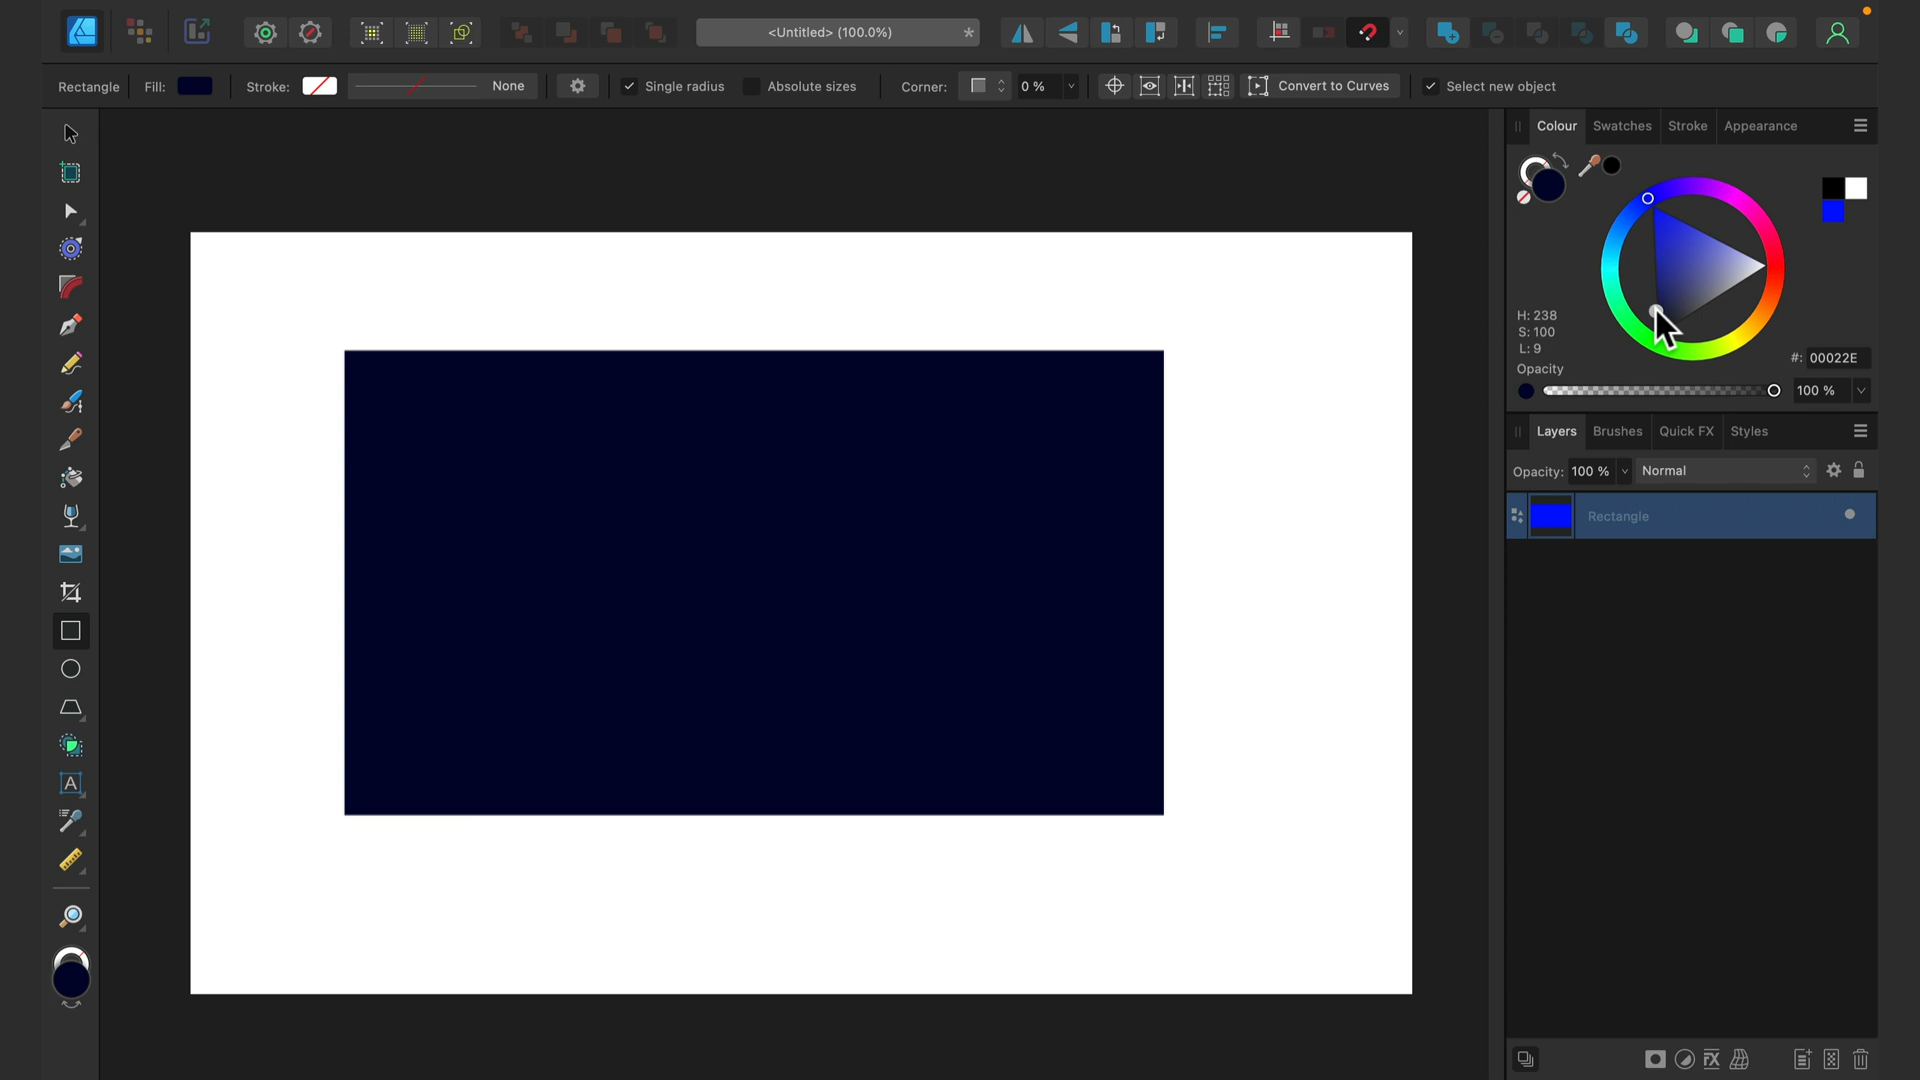 <Untitled> (100.0%)
*
Rectangle
Fill:
Stroke:
None
Single radius
Absolute sizes
Corner:
0 %
Convert to Curves
Select new object
Colour
Swatches
Stroke
Appearance
H: 238
S: 100
L: 9
#: 00022E
Opacity
100 %
Layers
Brushes
Quick FX
Styles
Opacity: 100 %
Normal
Rectangle
A
FX